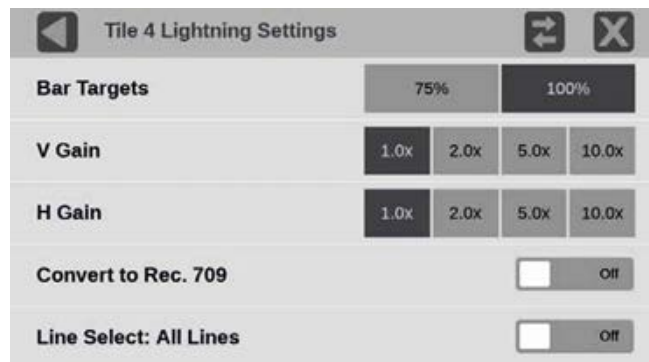 Tile 4 Lightning Settings
Bar Targets 75% 100%
V Gain 1.0x 2.0x 5.0x 10.0x
H Gain 1.0x 2.0x 5.0x 10.0x
Convert to Rec. 709 Off
Line Select: All Lines Off